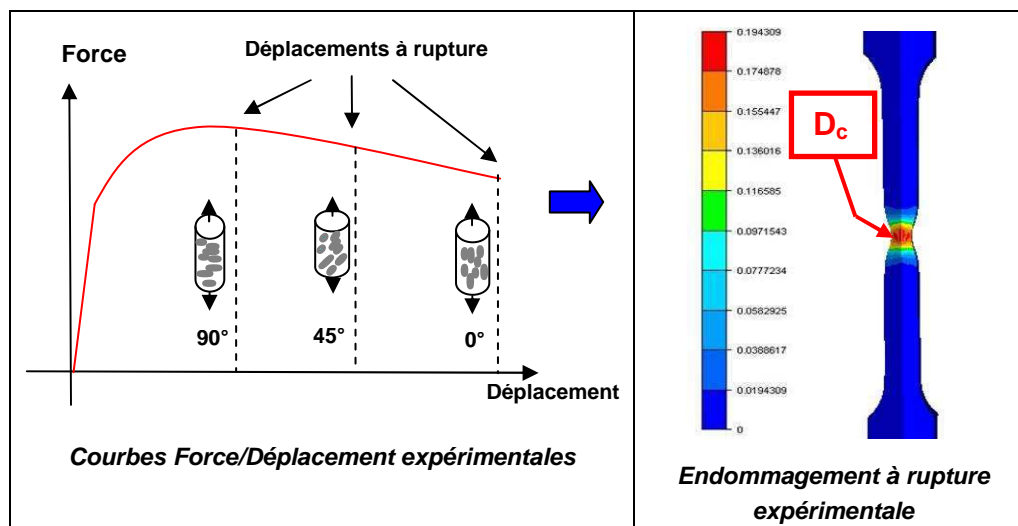 Force
Déplacements à rupture
90°
45°
0°
Déplacement
Courbes Force/Déplacement expérimentales
0.194309
0.174878
0.155447
0.136016
0.116585
0.0971543
0.0777234
0.0582925
0.0388617
0.0194309
0
Dc
Endommagement à rupture
expérimentale